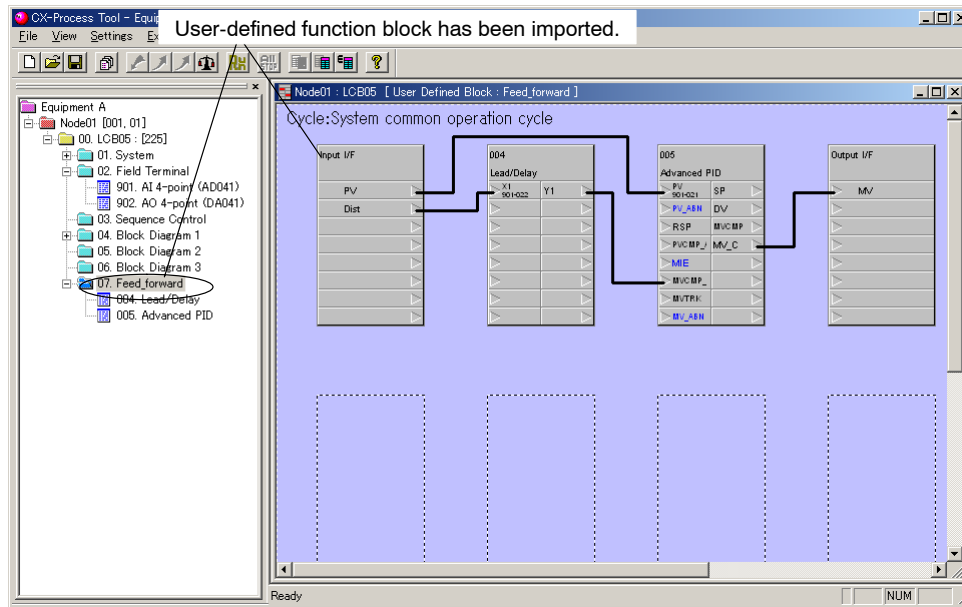 CX-Process Tool - Equip
User-defined function block has been imported.
File View Settings Ex
Equipment A
Node01 [001, 01]
00. LCB05 : [225]
01. System
02. Field Terminal
901. AI 4-point (AD041)
902. AO 4-point (DA041)
03. Sequence Control
04. Block Diagram 1
05. Block Diagram 2
06. Block Diagram 3
07. Feed_forward
004. Lead/Delay
005. Advanced PID
Node01 : LCB05 [ User Defined Block : Feed_forward ]
Cycle:System common operation cycle
Input I/F
PV
Dist
004
Lead/Delay
X1
901-022
Y1
005
Advanced PID
PV
901-021
SP
PV_ABN
DV
RSP
MVCMP
PVCMP_
MV_C
MIE
MVCMP_
MVTRK
MV_ABN
Output I/F
MV
Ready
NUM